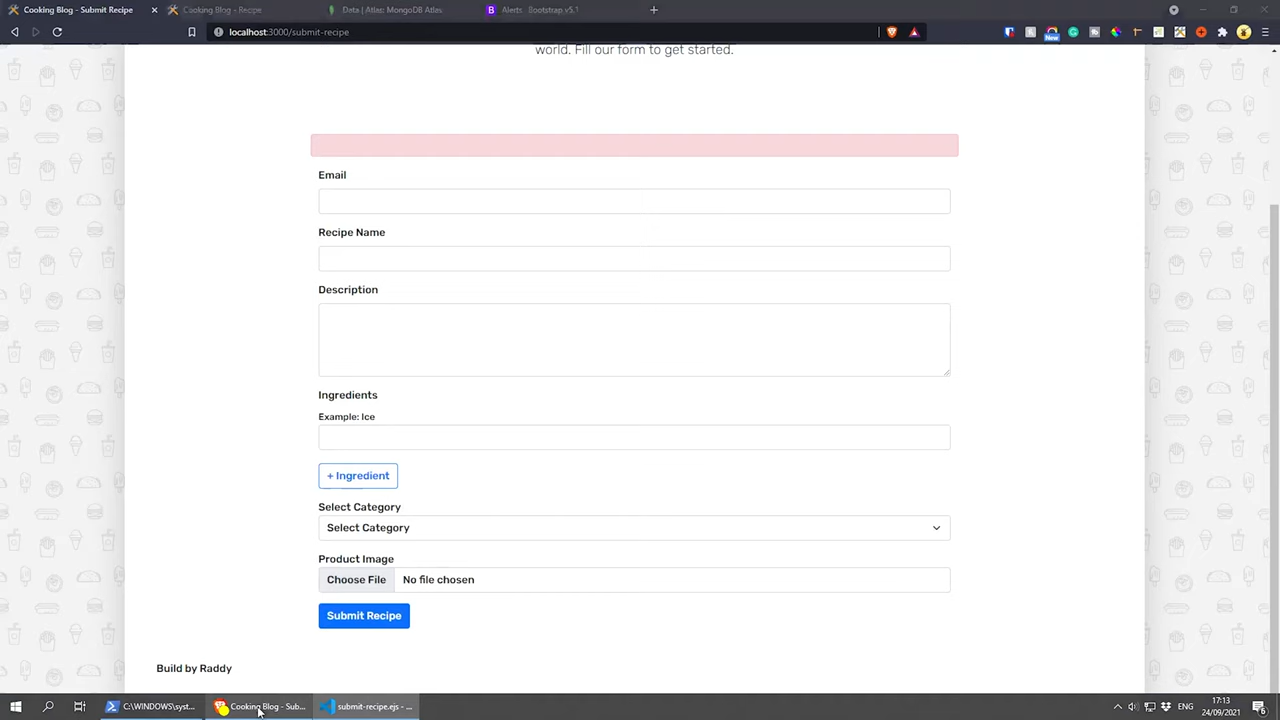 Cooking Blog - Submit Recipe
Cooking Blog - Recipe
Data | Atlas: MongoDB Atlas
B
Alerts · Bootstrap v5.1
localhost:3000/submit-recipe
New
world. Fill our form to get started.
Email
Recipe Name
Description
Ingredients
Example: Ice
+ Ingredient
Select Category
Select Category
Product Image
Choose File
No file chosen
Submit Recipe
Build by Raddy
C:\WINDOWS\syst...
Cooking Blog - Sub...
submit-recipe.ejs - ...
ENG
17:13
24/09/2021
6